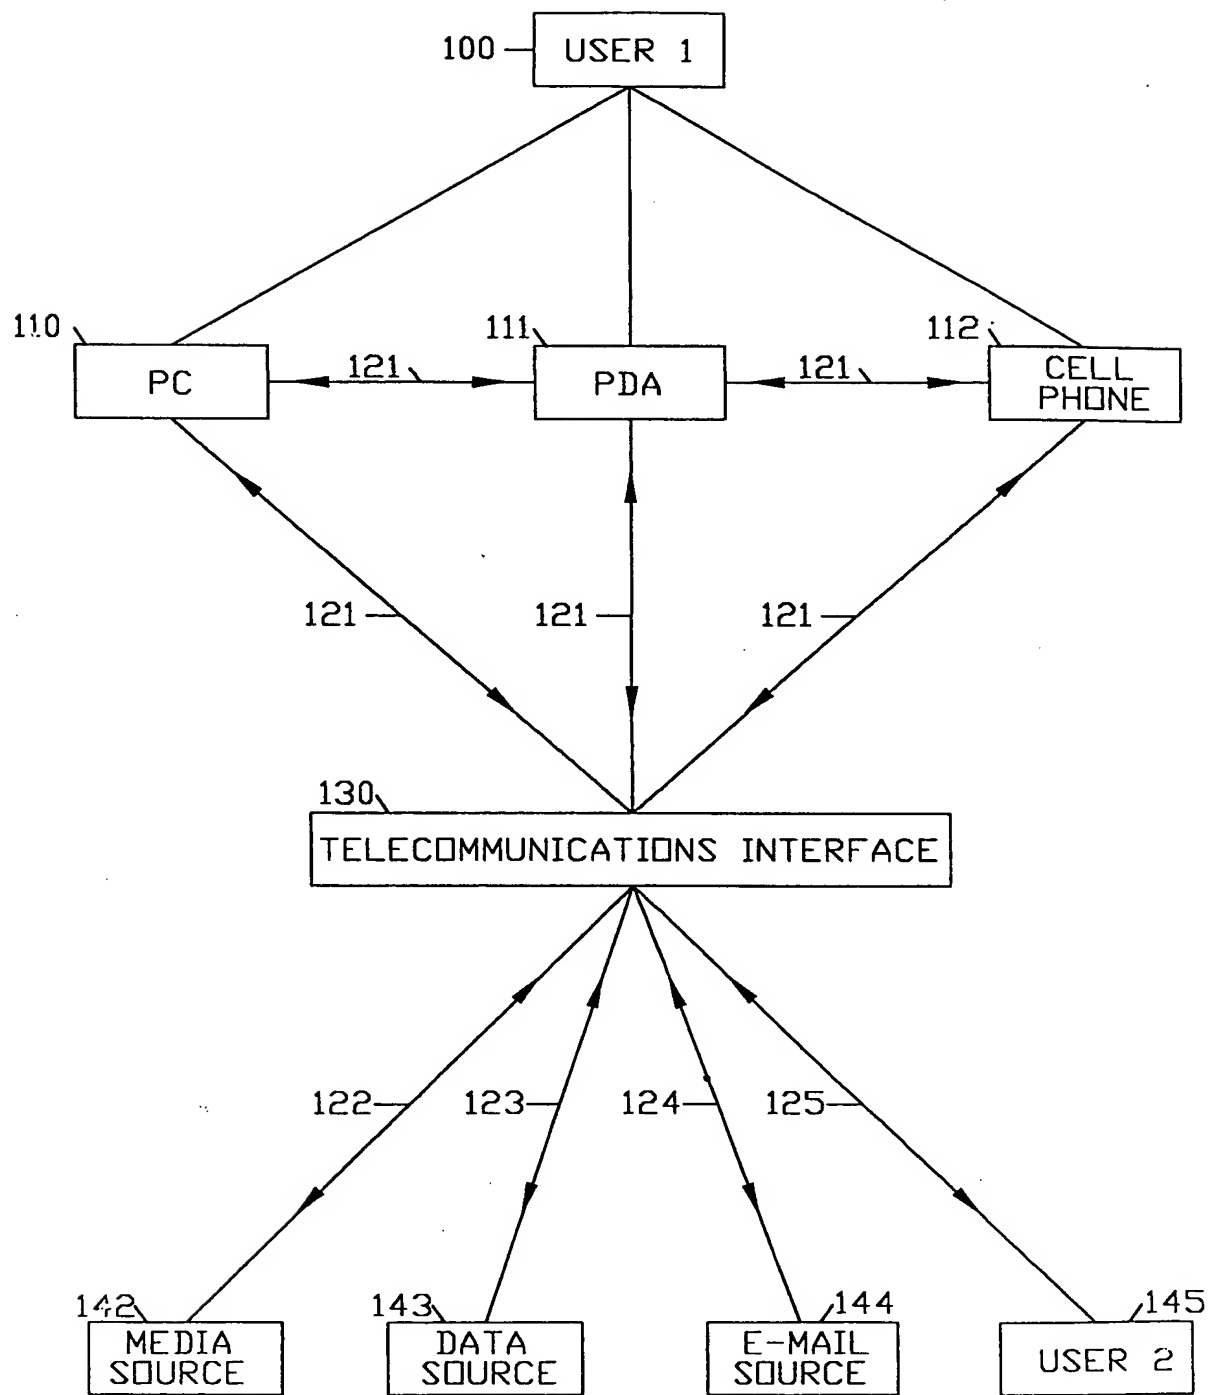 100
USER 1
110
111
112
PC
121
PDA
121
CELL
PHONE
121
121
121
130
TELECOMMUNICATIONS INTERFACE
122
123
124
125
142
143
144
145
MEDIA
SOURCE
DATA
SOURCE
E-MAIL
SOURCE
USER 2